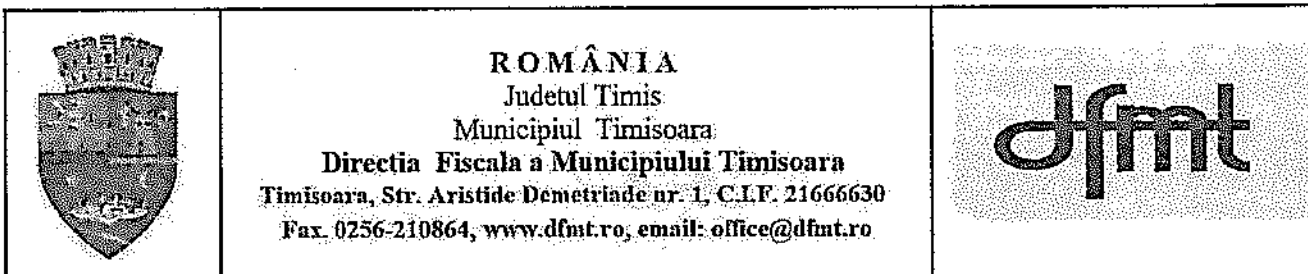 ROMÂNIA
Judetul Timis
Municipiul Timisoara
Directia Fiscala a Municipiului Timisoara
Timisoara, Str. Aristide Demetriade nr. 1, C.I.F. 21666630
Fax. 0256-210864, www.dfmt.ro, email: office@dfmt.ro
dfmt